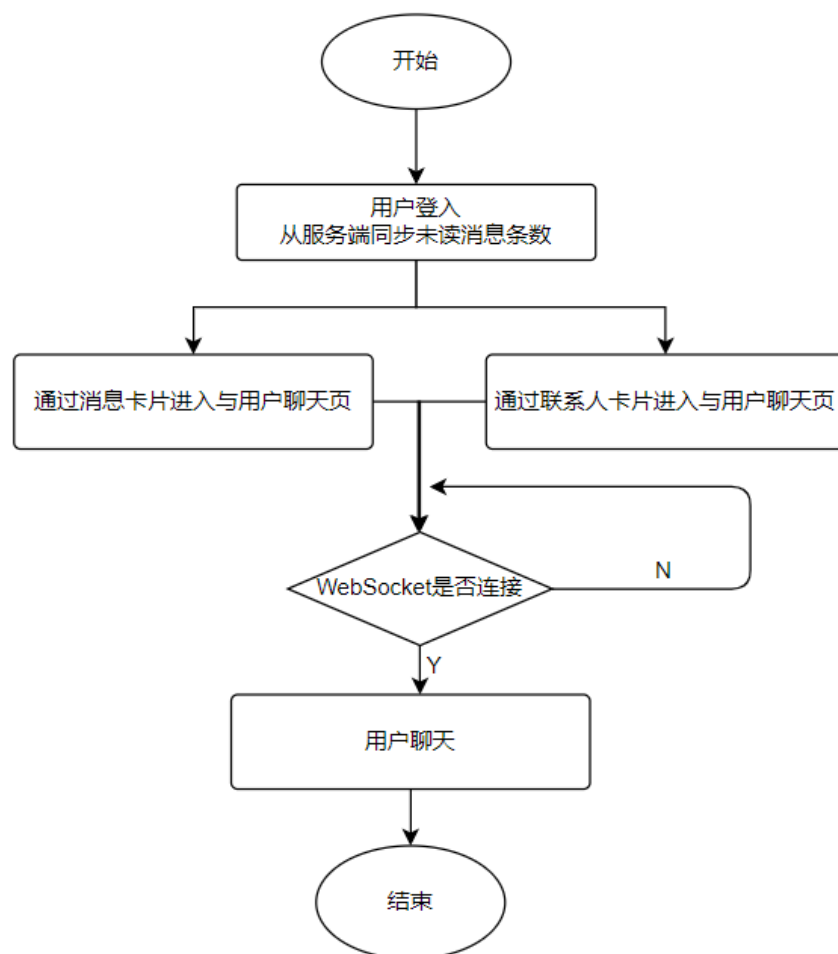 开始
用户登入
从服务端同步未读消息条数
通过消息卡片进入与用户聊天页
通过联系人卡片进入与用户聊天页
WebSocket是否连接
N
Y
用户聊天
结束